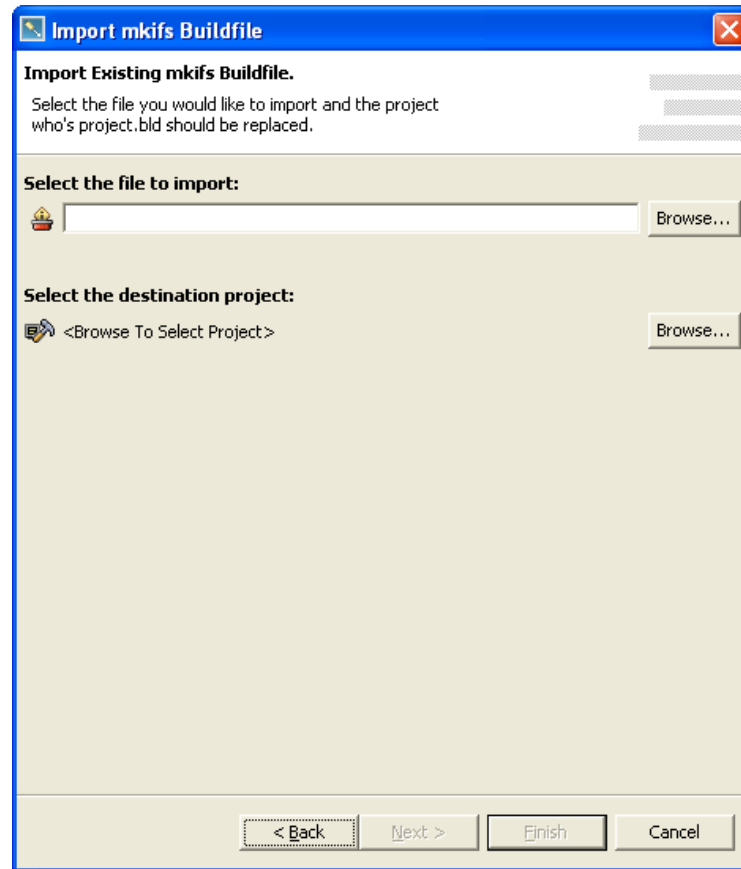 Import mkifs Buildfile
Import Existing mkifs Buildfile.
Select the file you would like to import and the project
who's project.bld should be replaced.
Select the file to import:
Browse...
Select the destination project:
<Browse To Select Project>
Browse...
< Back
Next >
Finish
Cancel